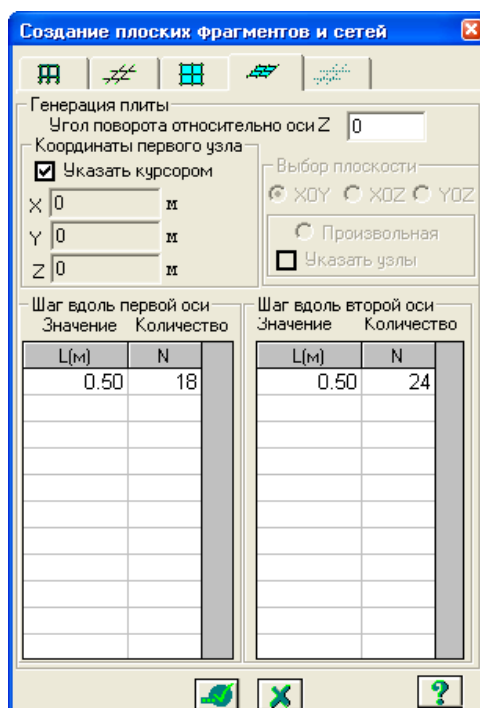 Создание плоских фрагментов и сетей
Генерация плиты
Угол поворота относительно оси Z 0
Координаты первого узла
Указать курсором
X 0 м
Y 0 м
Z 0 м
Выбор плоскости
XOY XOZ YOZ
Произвольная
Указать узлы
Шаг вдоль первой оси
Значение Количество
L(м) N
0.50 18
Шаг вдоль второй оси
Значение Количество
L(м) N
0.50 24
?